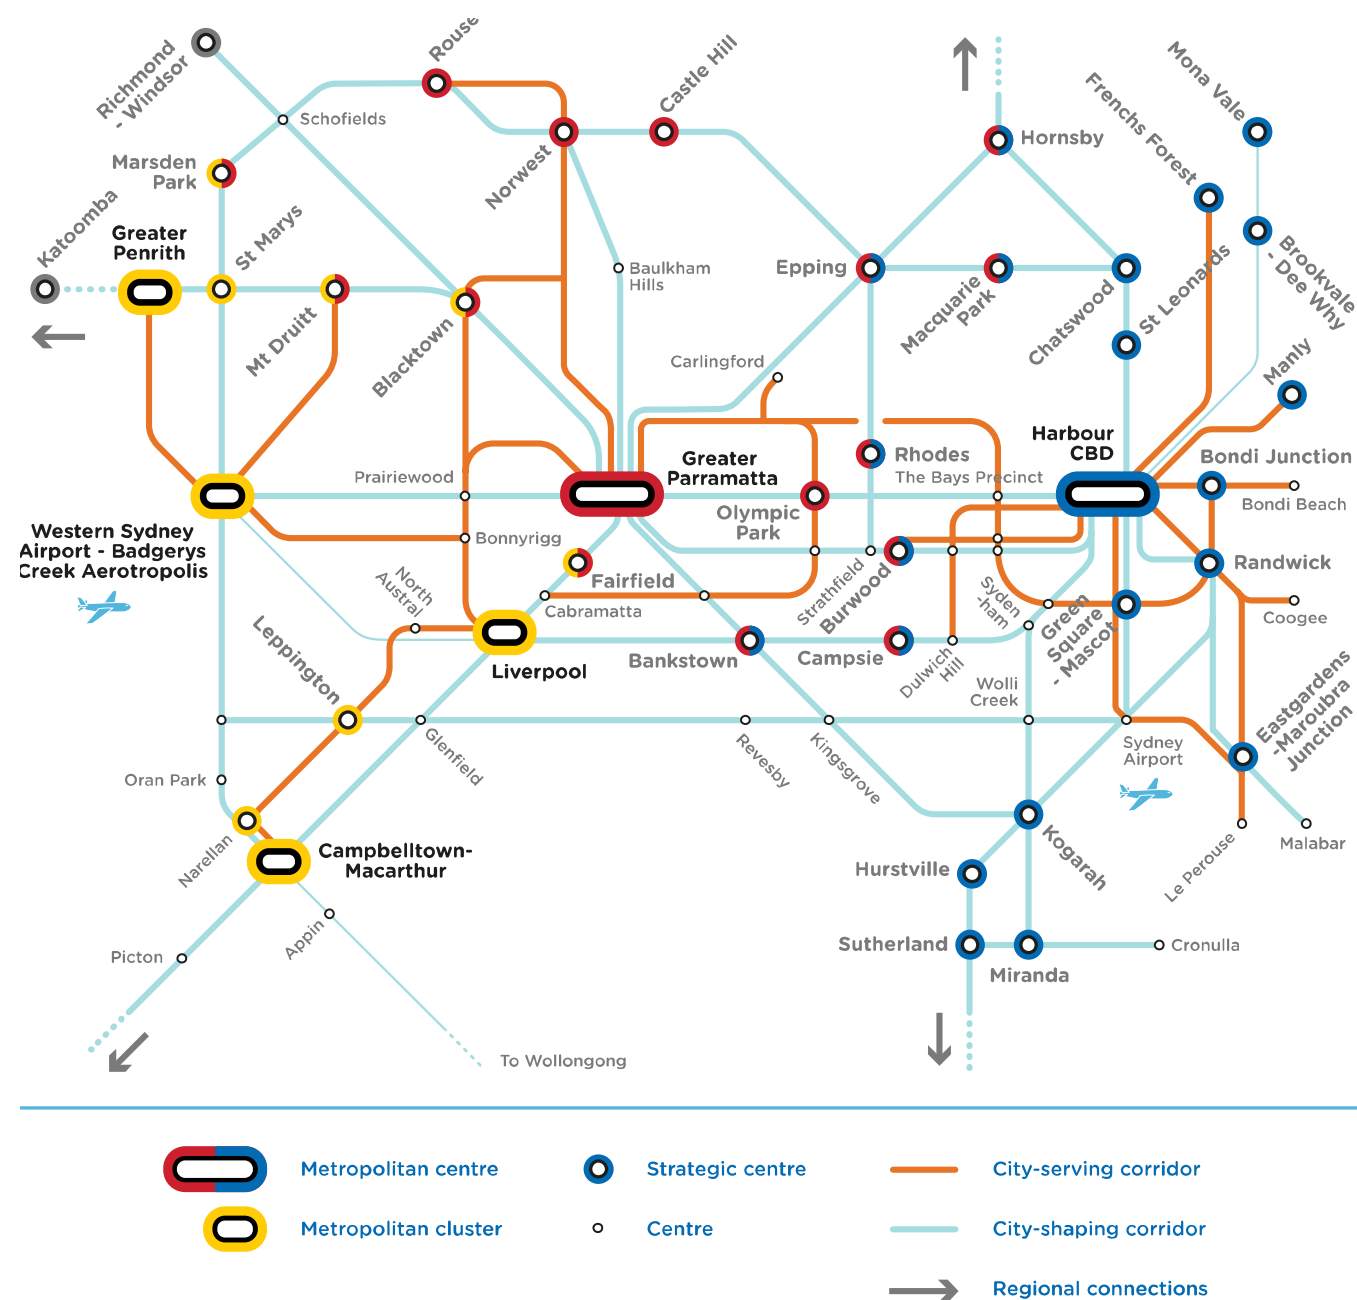 Richmond
- Windsor
Rouse
Castle Hill
Schofields
Marsden
Park
Norwest
Hornsby
Frenchs Forest
Mona Vale
Katoomba
Greater
Penrith
St Marys
Mt Druitt
Blacktown
Baulkham
Hills
Epping
Macquarie
Park
Chatswood
St Leonards
Brookvale
- Dee Why
Carlingford
Manly
Harbour
CBD
Greater
Parramatta
Rhodes
The Bays Precinct
Bondi Junction
Bondi Beach
Prairiewood
Olympic
Park
Western Sydney
Airport - Badgerys
Creek Aerotropolis
Bonnyrigg
Fairfield
Cabramatta
North
Austral
Strathfield
Burwood
Syden
-ham
Green
Square
- Mascot
Randwick
Coogee
Leppington
Liverpool
Bankstown
Campsie
Dulwich
Hill
Wolli
Creek
Eastgardens
-Maroubra
Junction
Glenfield
Revesby
Kingsgrove
Sydney
Airport
Oran Park
Narellan
Campbelltown-
Macarthur
Kogarah
Hurstville
Le Perouse
Malabar
Picton
Appin
Sutherland
Miranda
Cronulla
To Wollongong
Metropolitan centre
Strategic centre
City-serving corridor
Metropolitan cluster
Centre
City-shaping corridor
Regional connections